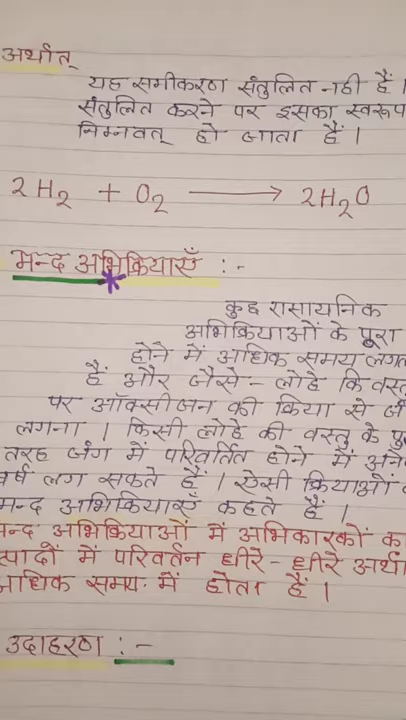 अर्थात्
यह समीकरण संतुलित नही हैं।
संतुलित करने पर इसका स्वरूप
निम्नवत् हो जाता हैं।
2H₂ + O₂ ⟶ 2H₂O
मन्द अभिक्रियाएँ :-
कुछ रासायनिक
अभिक्रियाओं के पूरा
होने में अधिक समय
हैं और जैसे - लोहे कि
पर ऑक्सीजन की क्रिया से
लगना। किसी लोहे की वस्तु के
तरह जंग में परिवर्तित होने में
वर्ष लग सकते हैं। ऐसी क्रियाओं
मन्द अभिक्रियाएँ कहते हैं।
मन्द अभिक्रियाओं में अभिकारकों का
में परिवर्तन धीरे - धीरे
अधिक समय में होता हैं।
उदाहरण :-